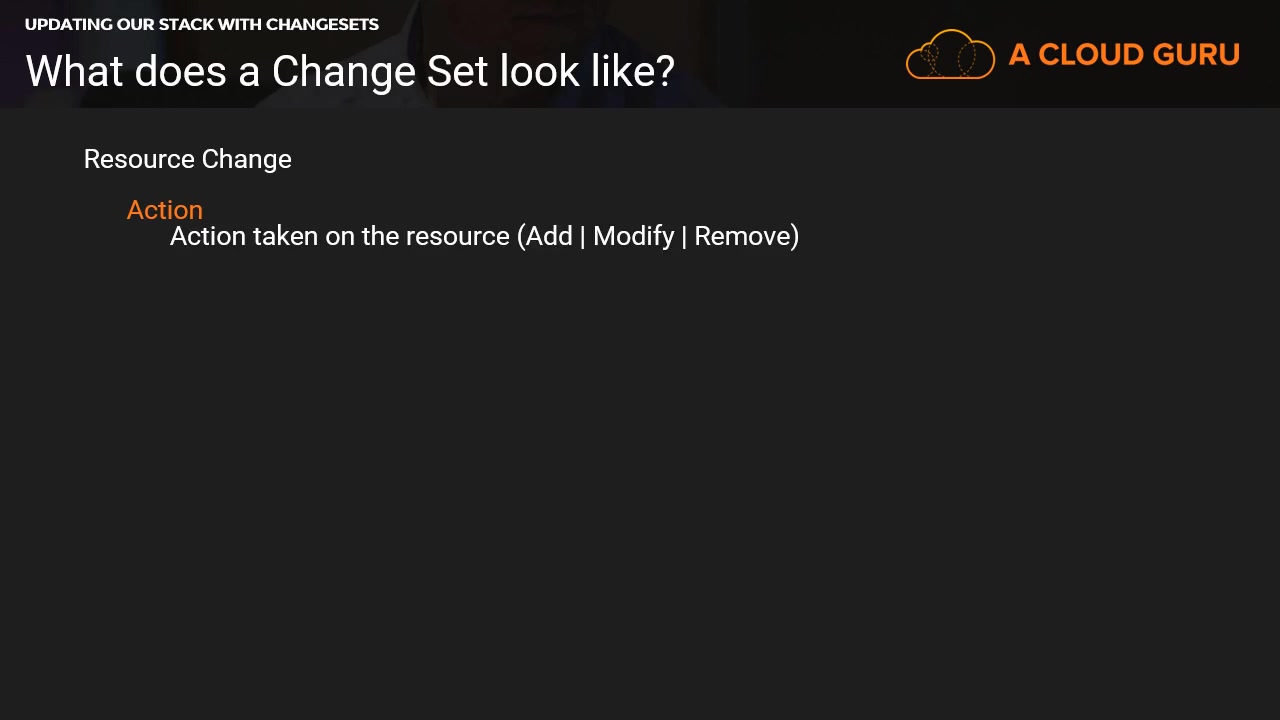 UPDATING OUR STACK WITH CHANGESETS
What does a Change Set look like?
A CLOUD GURU
Resource Change
Action
Action taken on the resource (Add | Modify | Remove)